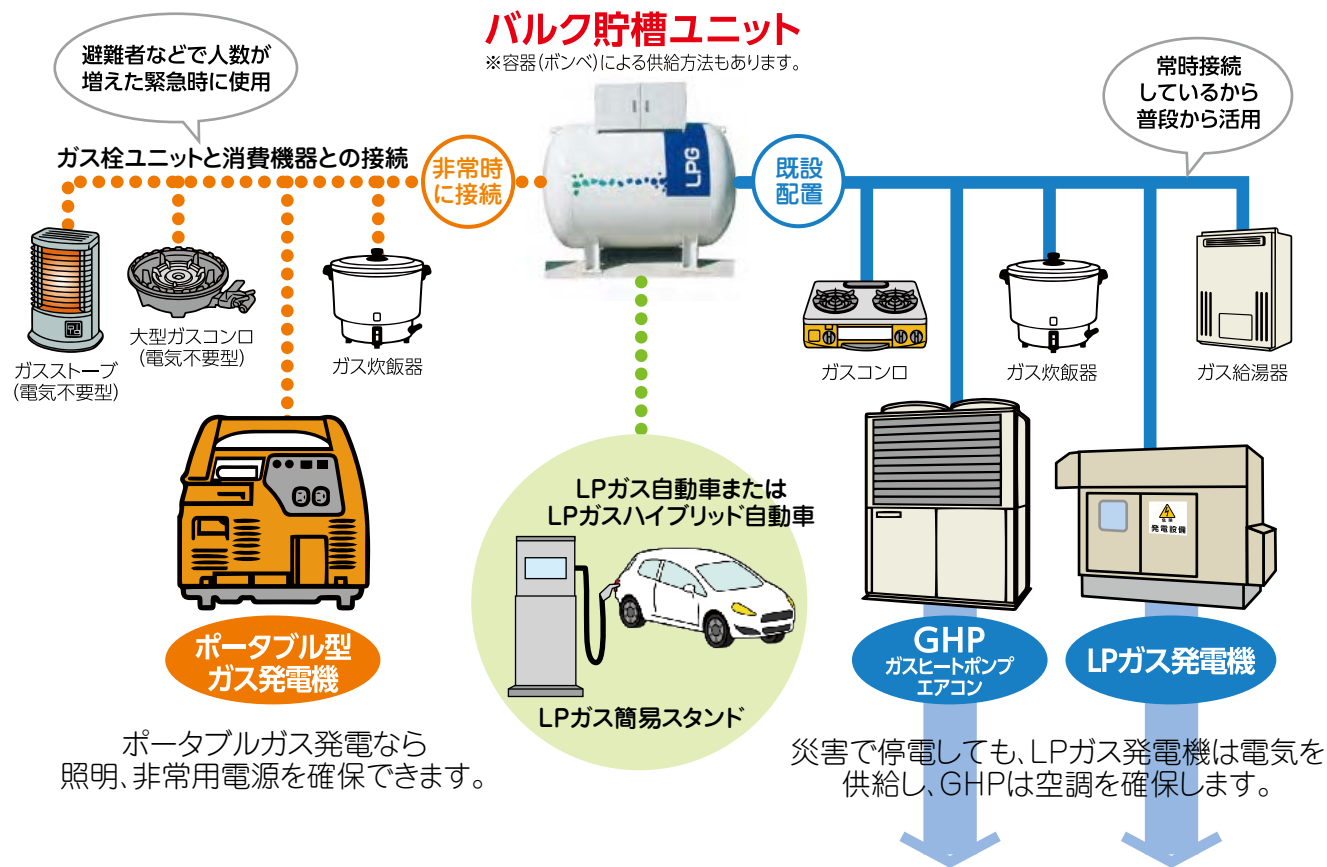 バルク貯槽ユニット
※容器(ボンベ)による供給方法もあります。
避難者などで人数が
増えた緊急時に使用
常時接続
しているから
普段から活用
ガス栓ユニットと消費機器との接続
非常時
に接続
LPG
既設
配置
ガスストーブ
(電気不要型)
大型ガスコンロ
(電気不要型)
ガス炊飯器
ガスコンロ
ガス炊飯器
ガス給湯器
ポータブル型
ガス発電機
ポータブルガス発電なら
照明、非常用電源を確保できます。
LPガス自動車または
LPガスハイブリッド自動車
LPガス簡易スタンド
発電設備
GHP
ガスヒートポンプ
エアコン
LPガス発電機
災害で停電しても、LPガス発電機は電気を
供給し、GHPは空調を確保します。